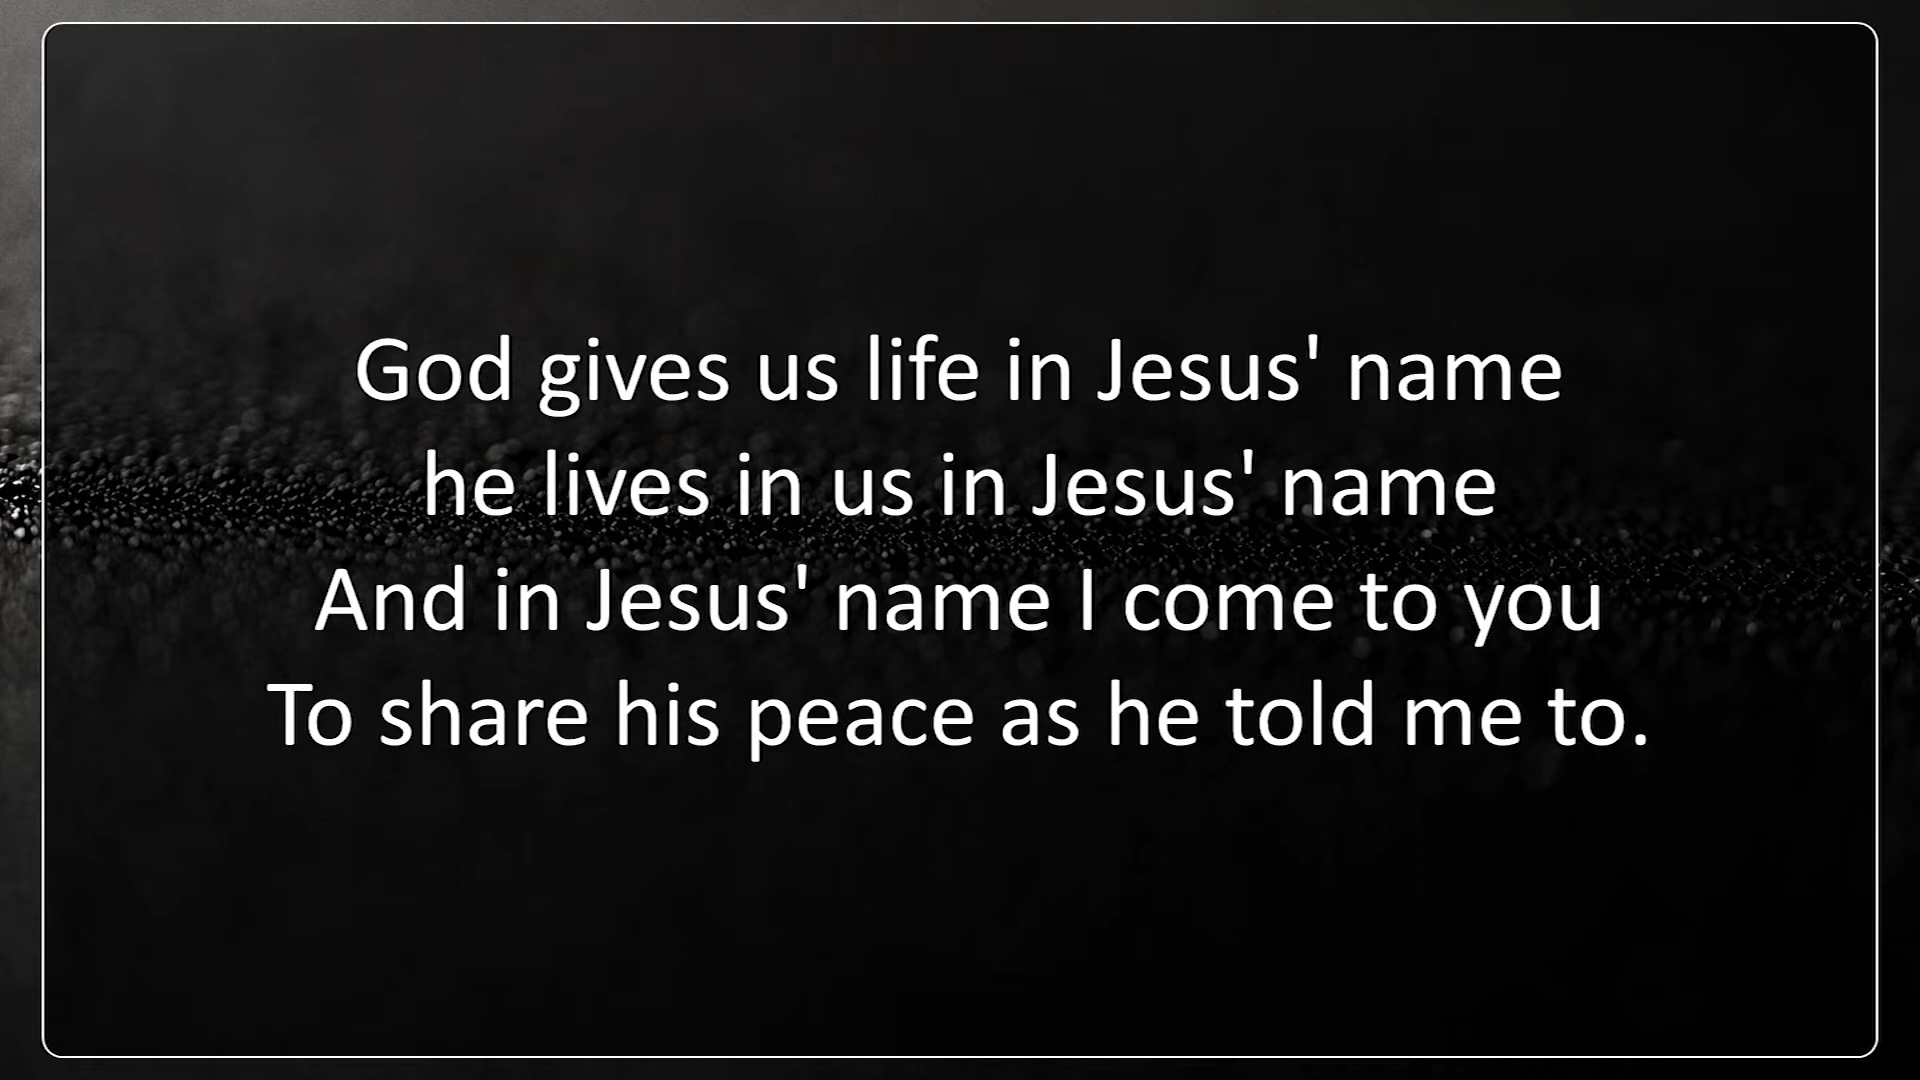 God gives us life in Jesus' name
he lives in us in Jesus' name
And in Jesus' name I come to you
To share his peace as he told me to.